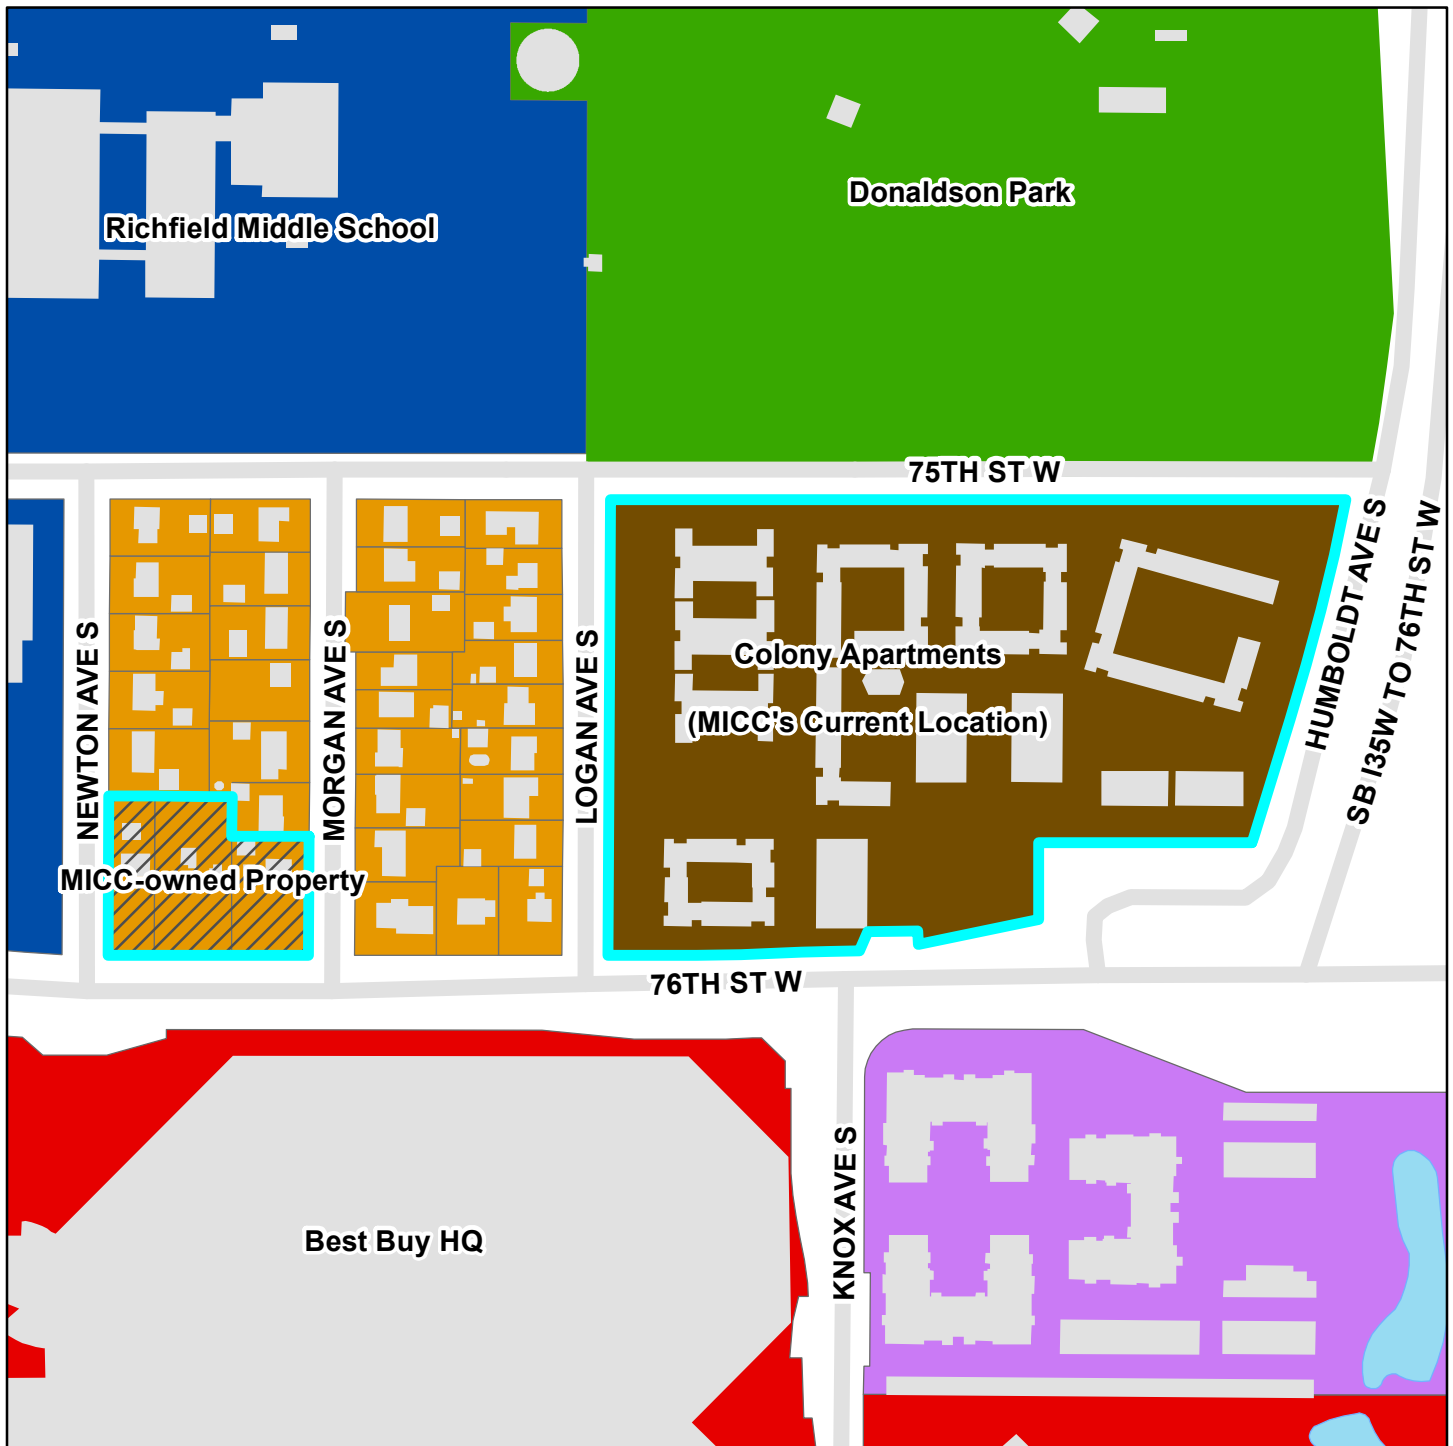 Donaldson Park
Richfield Middle School
75TH ST W
HUMBOLDT AVE S
SB I35W TO 76TH ST W
NEWTON AVE S
MORGAN AVE S
LOGAN AVE S
Colony Apartments
(MICC's Current Location)
MICC-owned Property
76TH ST W
KNOX AVE S
Best Buy HQ